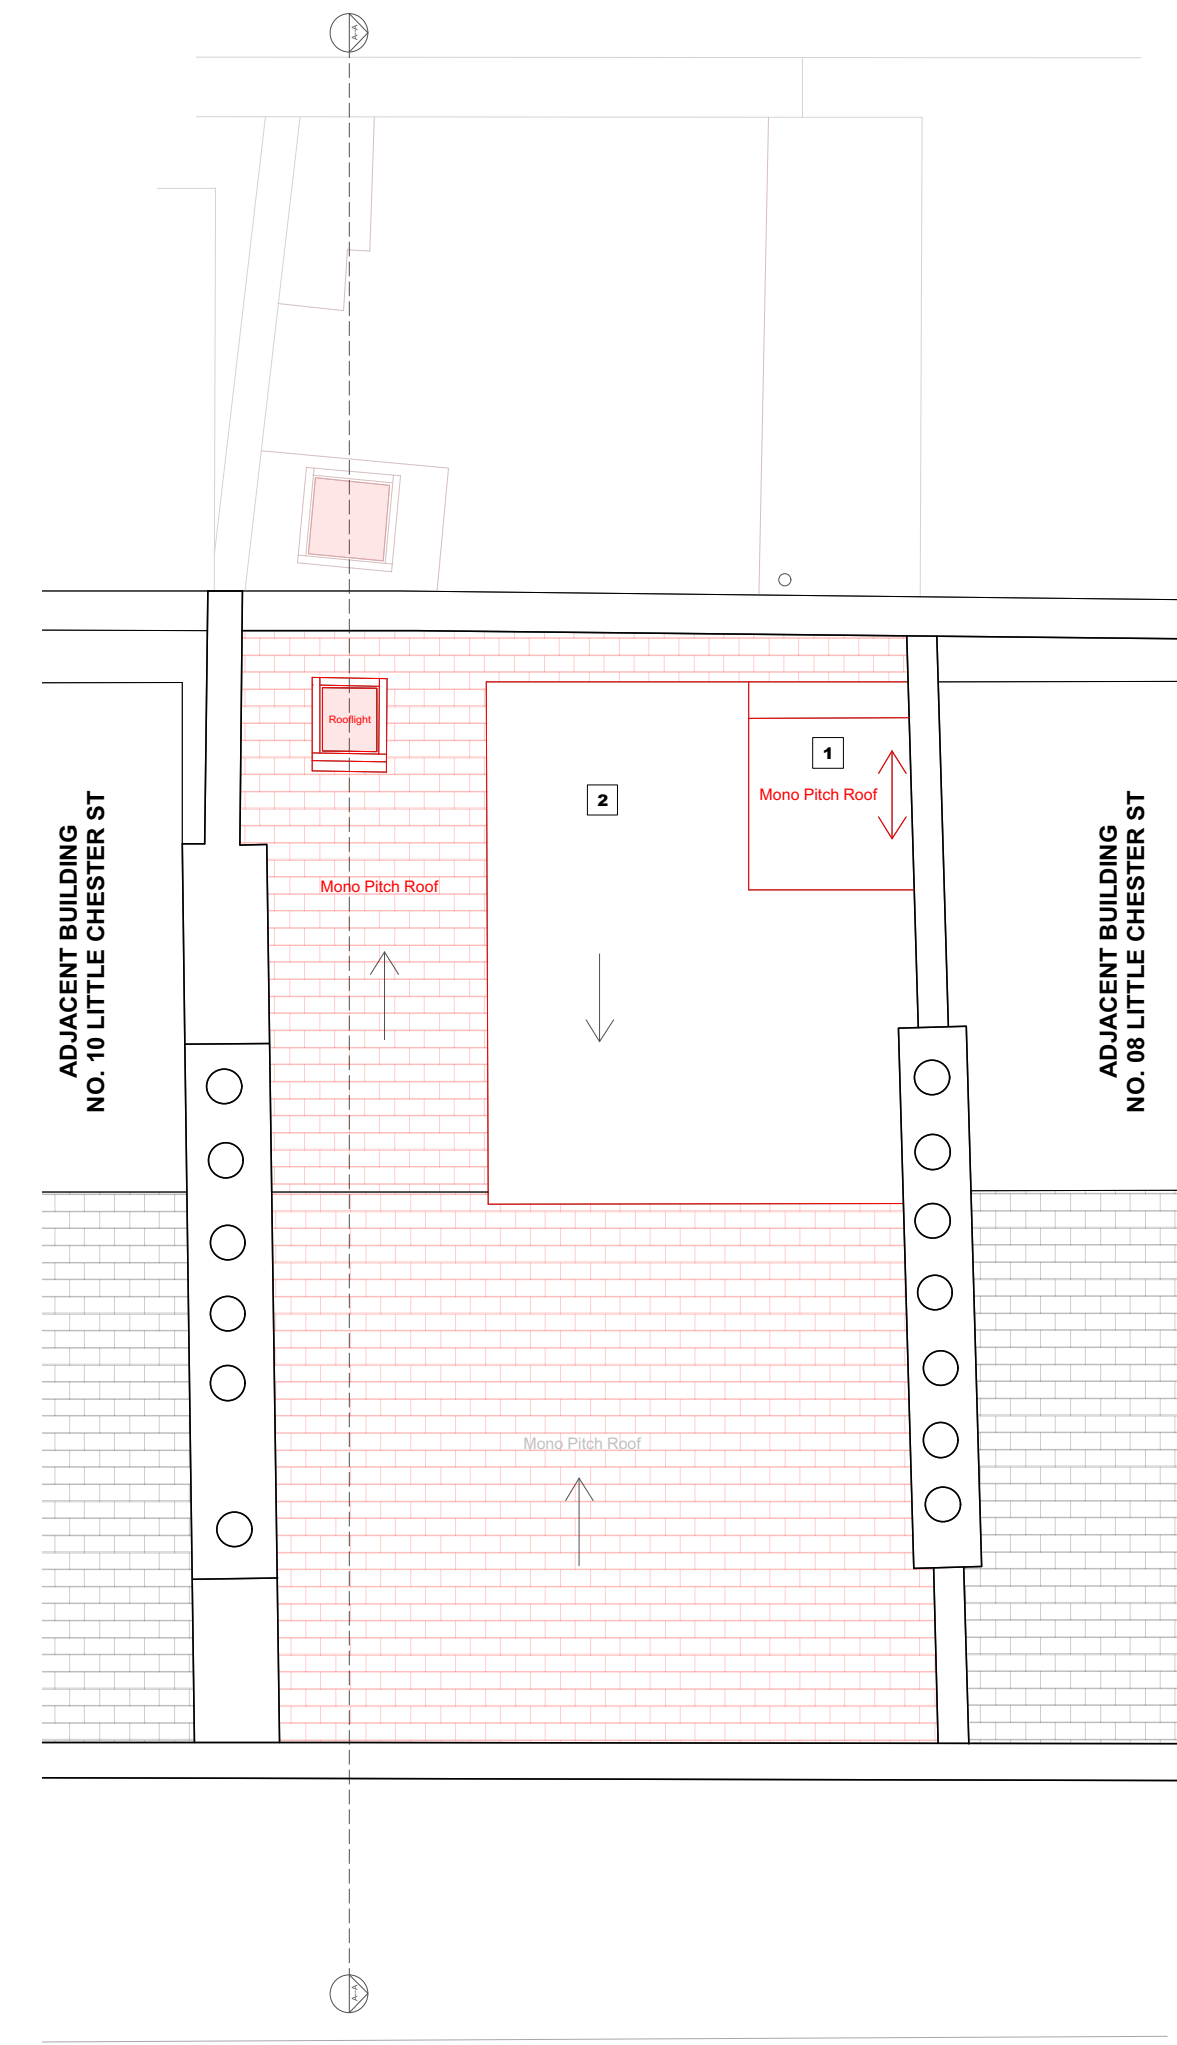 A-A
Rooflight
1
Mono Pitch Roof
2
Mono Pitch Roof
ADJACENT BUILDING
NO. 10 LITTLE CHESTER ST
ADJACENT BUILDING
NO. 08 LITTLE CHESTER ST
Mono Pitch Roof
A-A